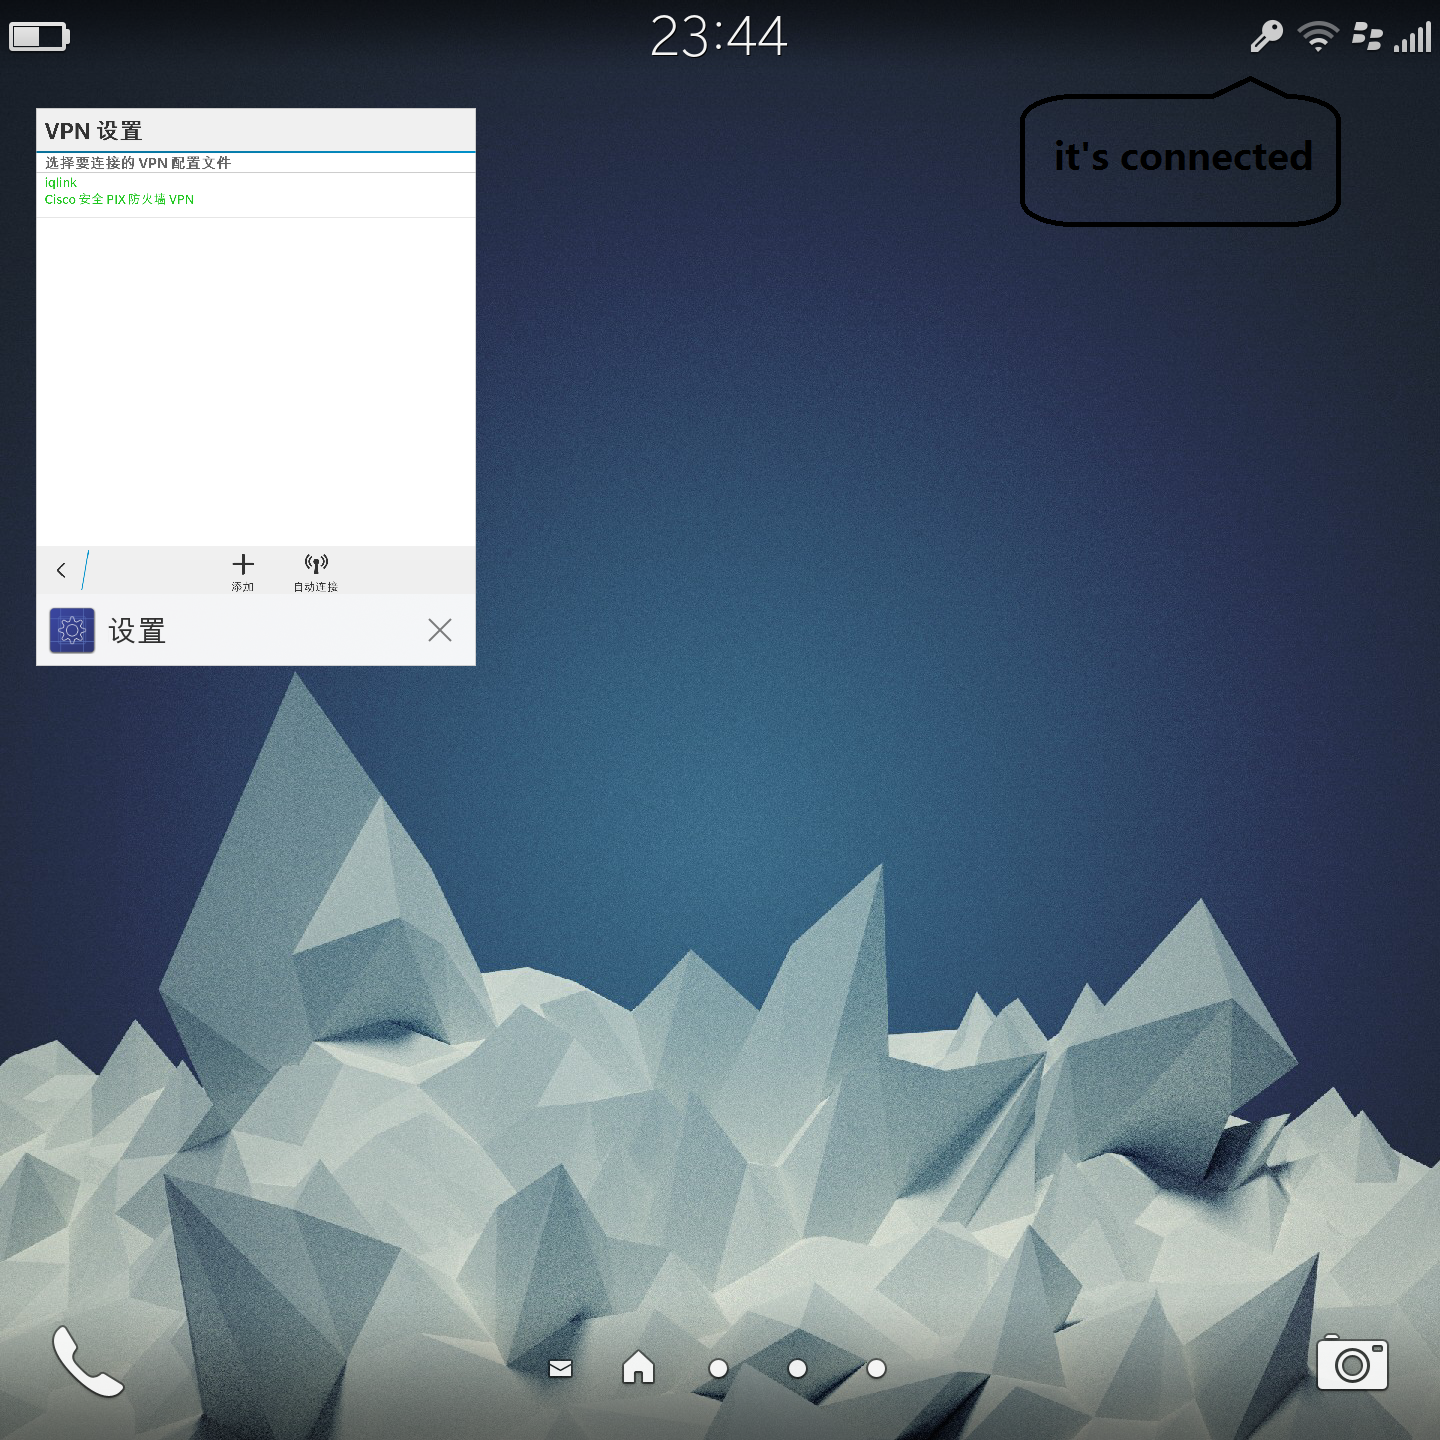 23:44
it's connected
VPN 设置
选择要连接的 VPN 配置文件
iqlink
Cisco 安全 PIX 防火墙 VPN
添加
自动连接
设置